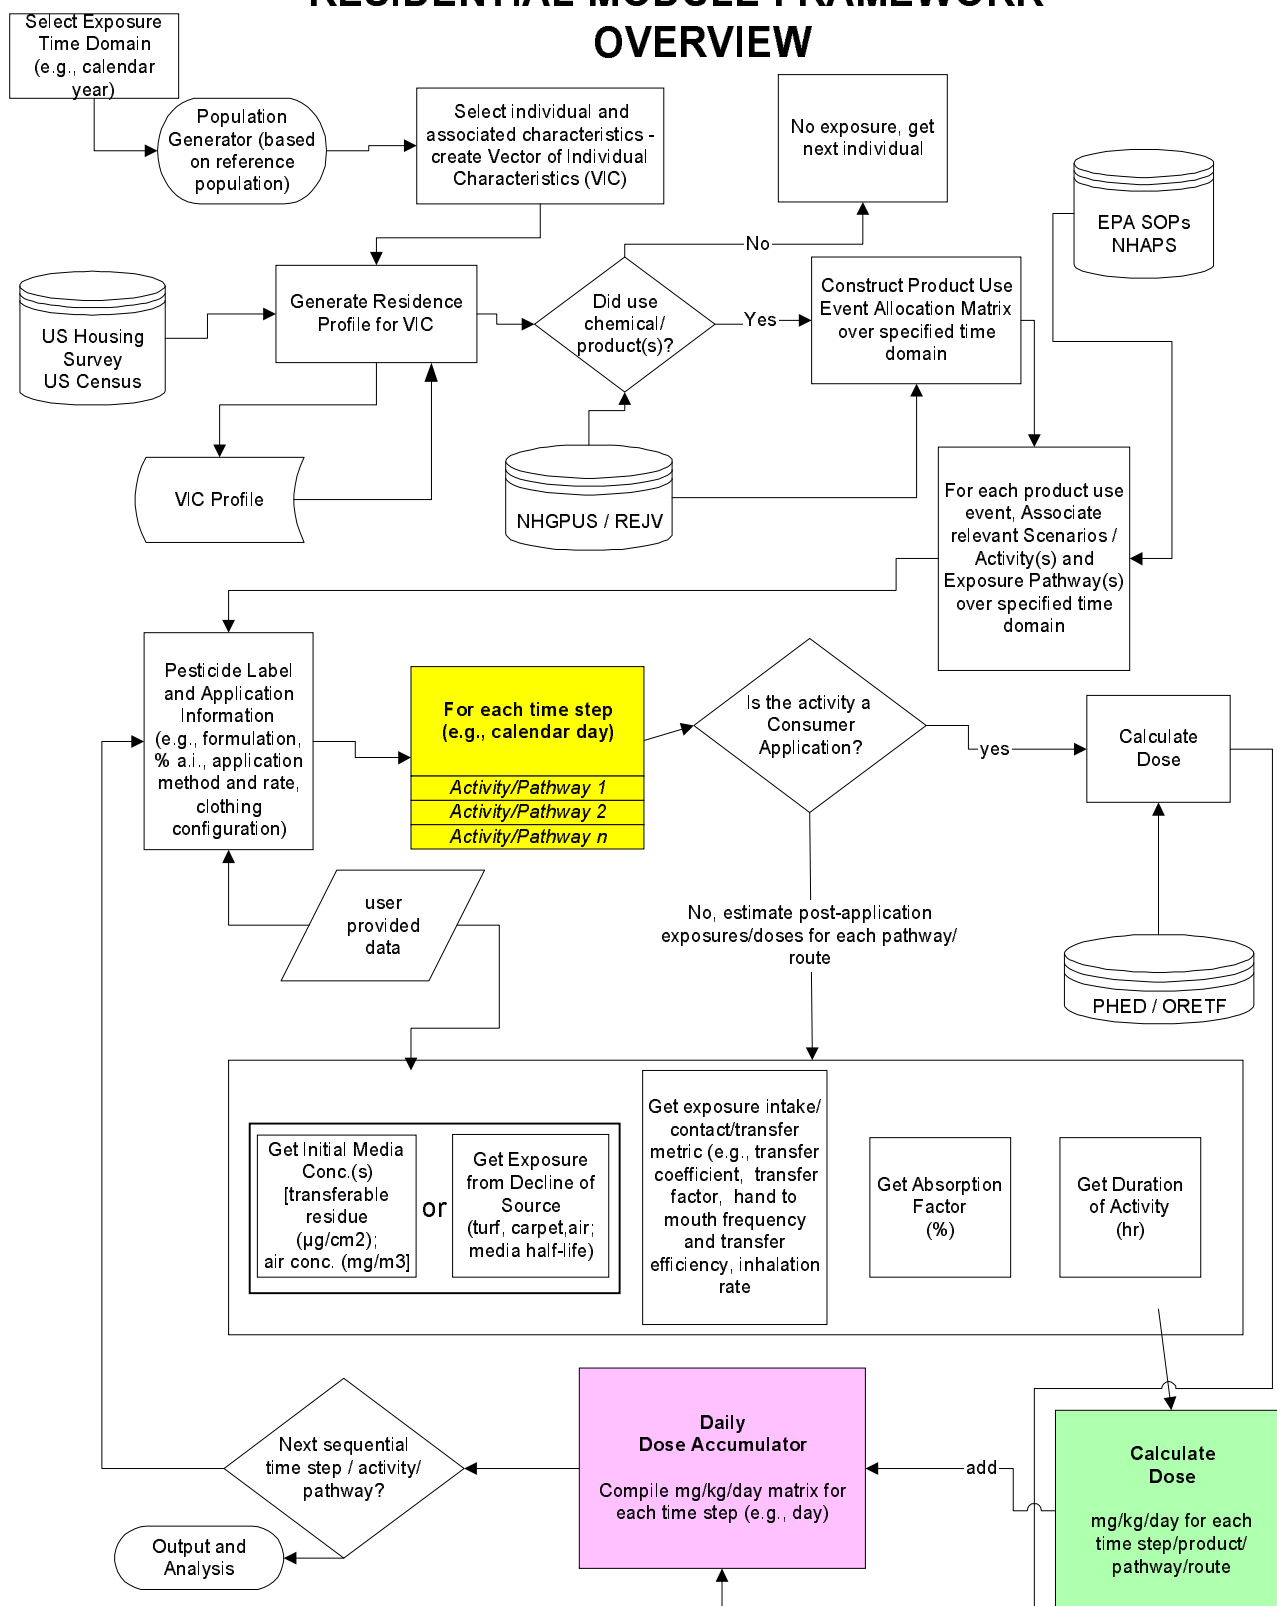 RESIDENTIAL MODULE FRAMEWORK
OVERVIEW
Select Exposure
Time Domain
(e.g., calendar
year)
Population
Generator (based
on reference
population)
Select individual and
associated characteristics -
create Vector of Individual
Characteristics (VIC)
No exposure, get
next individual
EPA SOPs
NHAPS
No
US Housing
Survey
US Census
Generate Residence
Profile for VIC
Did use
chemical/
product(s)?
Yes
Construct Product Use
Event Allocation Matrix
over specified time
domain
VIC Profile
NHGPUS / REJV
For each product use
event, Associate
relevant Scenarios /
Activity(s) and
Exposure Pathway(s)
over specified time
domain
Pesticide Label
and Application
Information
(e.g., formulation,
% a.i., application
method and rate,
clothing
configuration)
For each time step
(e.g., calendar day)
Activity/Pathway 1
Activity/Pathway 2
Activity/Pathway n
Is the activity a
Consumer
Application?
yes
Calculate
Dose
user
provided
data
No, estimate post-application
exposures/doses for each pathway/
route
PHED / ORETF
Get Initial Media
Conc.(s)
[transferable
residue
(µg/cm2);
air conc. (mg/m3]
or
Get Exposure
from Decline of
Source
(turf, carpet,air;
media half-life)
Get exposure intake/
contact/transfer
metric (e.g., transfer
coefficient, transfer
factor, hand to
mouth frequency
and transfer
efficiency, inhalation
rate
Get Absorption
Factor
(%)
Get Duration
of Activity
(hr)
Next sequential
time step / activity/
pathway?
Daily
Dose Accumulator
Compile mg/kg/day matrix for
each time step (e.g., day)
add
Calculate
Dose
mg/kg/day for each
time step/product/
pathway/route
Output and
Analysis